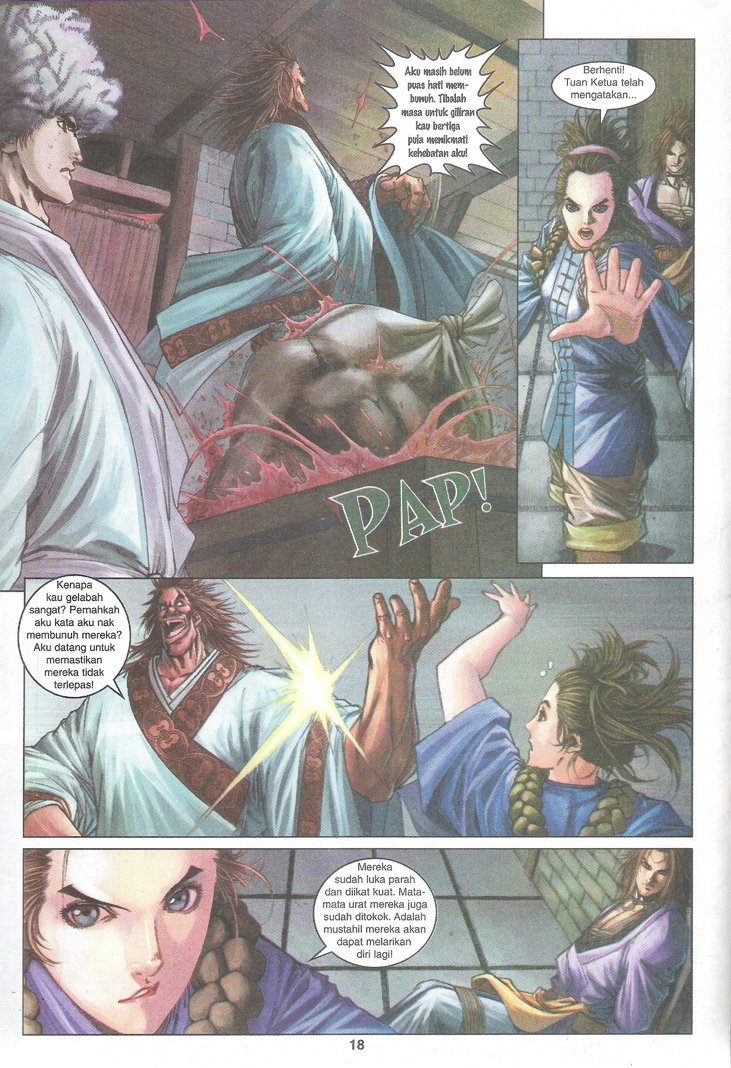 Aku masih belum
puas hati mem-
bunuh. Tibalah
masa untuk giliran
kau bertiga
pula menikmati
kehebatan aku!
Berhenti!
Tuan Ketua telah
mengatakan...
PAP!
Kenapa
kau gelabah
sangat? Pernahkah
aku kata aku nak
membunuh mereka?
Aku datang untuk
memastikan
mereka tidak
terlepas!
Mereka
sudah luka parah
dan diikat kuat. Mata-
mata urat mereka juga
sudah ditokok. Adalah
mustahil mereka akan
dapat melarikan
diri lagi!
18